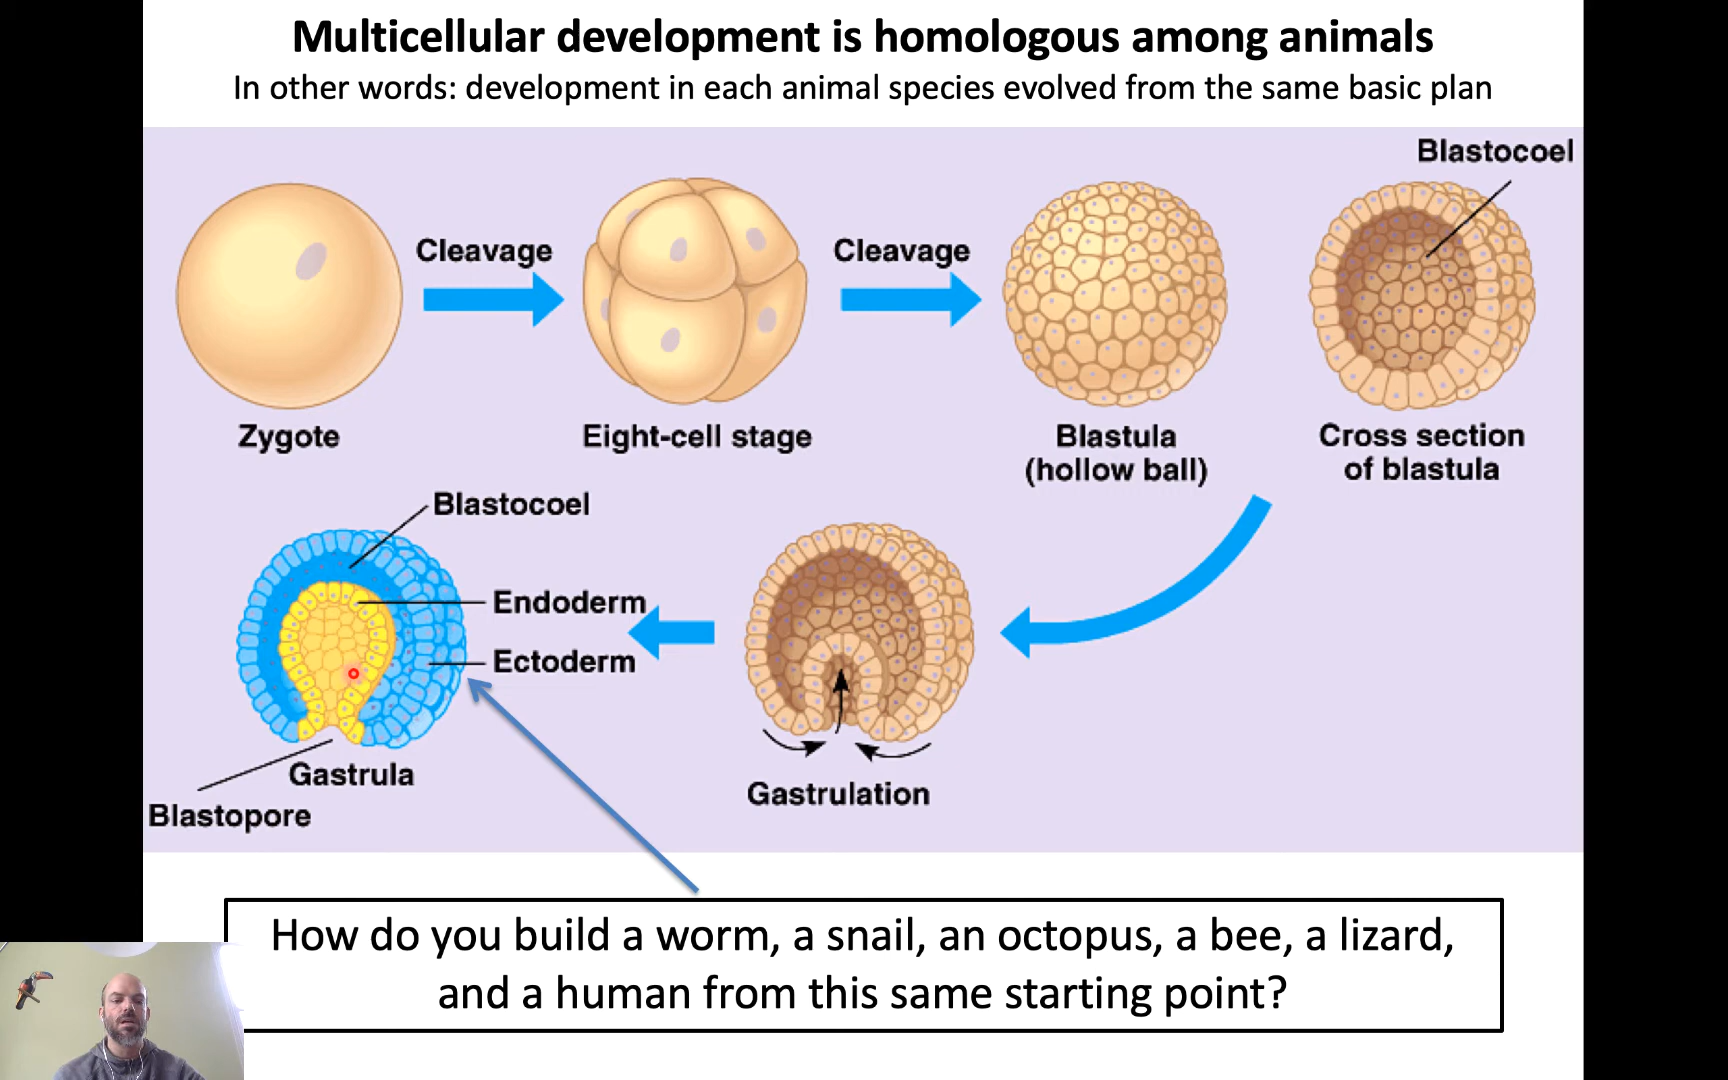 Multicellular development is homologous among animals
In other words: development in each animal species evolved from the same basic plan
Blastocoel
Cleavage
Cleavage
Zygote
Eight-cell stage
Blastula
(hollow ball)
Cross section
of blastula
Blastocoel
Endoderm
Ectoderm
Gastrula
Blastopore
Gastrulation
How do you build a worm, a snail, an octopus, a bee, a lizard,
and a human from this same starting point?